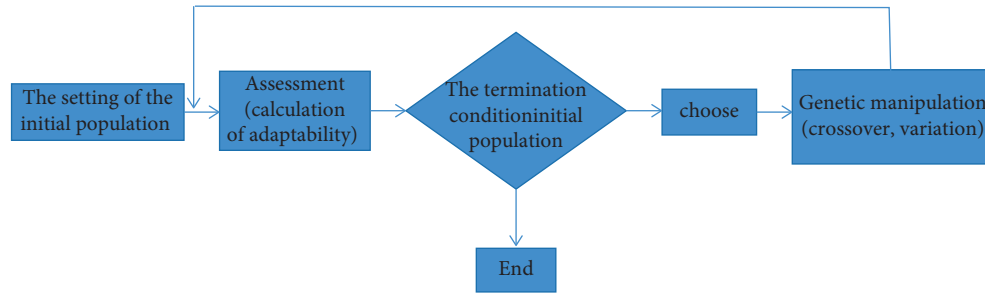 The setting of the
initial population
Assessment
(calculation
of adaptability)
The termination
conditioninitial
population
choose
Genetic manipulation
(crossover, variation)
End